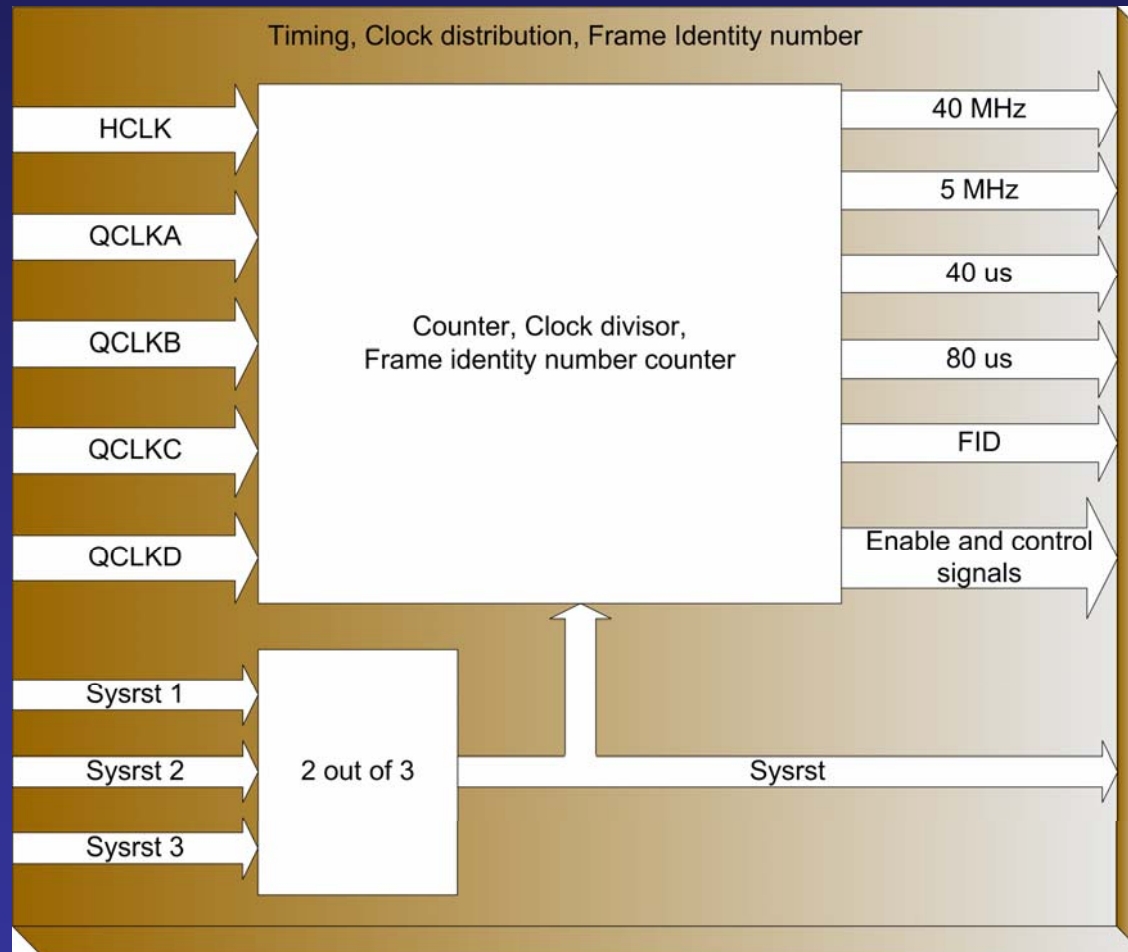 Timing, Clock distribution, Frame Identity number
HCLK
QCLKA
QCLKB
QCLKC
QCLKD
Counter, Clock divisor,
Frame identity number counter
40 MHz
5 MHz
40 us
80 us
FID
Enable and control
signals
Sysrst 1
Sysrst 2
Sysrst 3
2 out of 3
Sysrst